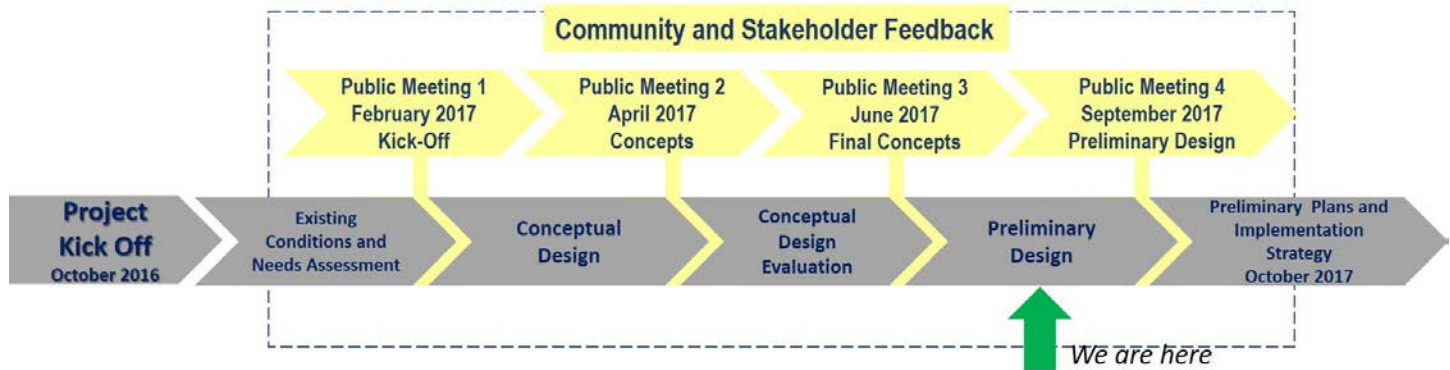 Community and Stakeholder Feedback
Public Meeting 1
February 2017
Kick-Off
Public Meeting 2
April 2017
Concepts
Public Meeting 3
June 2017
Final Concepts
Public Meeting 4
September 2017
Preliminary Design
Project
Kick Off
October 2016
Existing
Conditions and
Needs Assessment
Conceptual
Design
Conceptual
Design
Evaluation
Preliminary
Design
Preliminary Plans and
Implementation
Strategy
October 2017
We are here